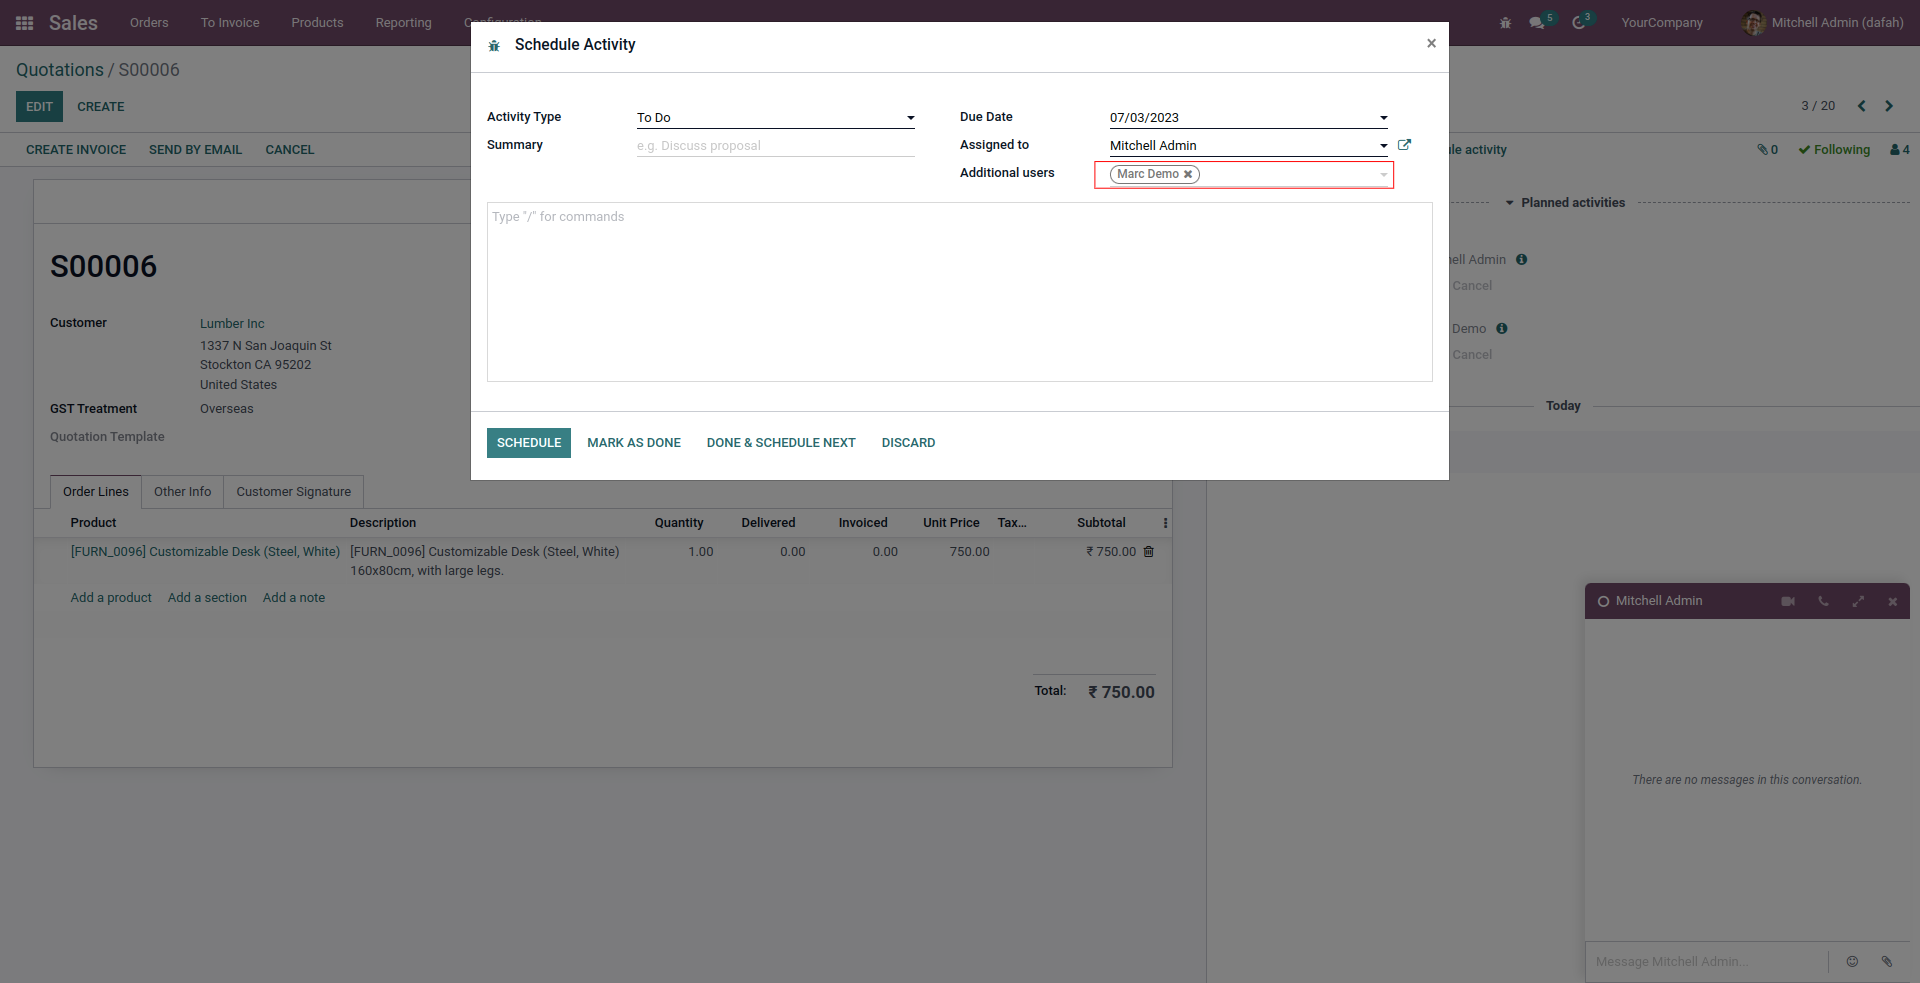 Sales Orders To Invoice Products Reporting Configuration 5 3 YourCompany Mitchell Admin (dafah)
Quotations / S00006
EDIT CREATE
3 / 20
CREATE INVOICE SEND BY EMAIL CANCEL
le activity 0 Following 4
Schedule Activity ×
Activity Type To Do
Due Date 07/03/2023
Summary e.g. Discuss proposal
Assigned to Mitchell Admin
Additional users Marc Demo
Type "/" for commands
SCHEDULE MARK AS DONE DONE & SCHEDULE NEXT DISCARD
Planned activities
hell Admin
Cancel
Demo
Cancel
Today
S00006
Customer Lumber Inc
1337 N San Joaquin St
Stockton CA 95202
United States
GST Treatment Overseas
Quotation Template
Order Lines Other Info Customer Signature
Product Description Quantity Delivered Invoiced Unit Price Tax... Subtotal
[FURN_0096] Customizable Desk (Steel, White) [FURN_0096] Customizable Desk (Steel, White) 1.00 0.00 0.00 750.00 ₹ 750.00
160x80cm, with large legs.
Add a product Add a section Add a note
Total: ₹ 750.00
Mitchell Admin
There are no messages in this conversation.
Message Mitchell Admin...